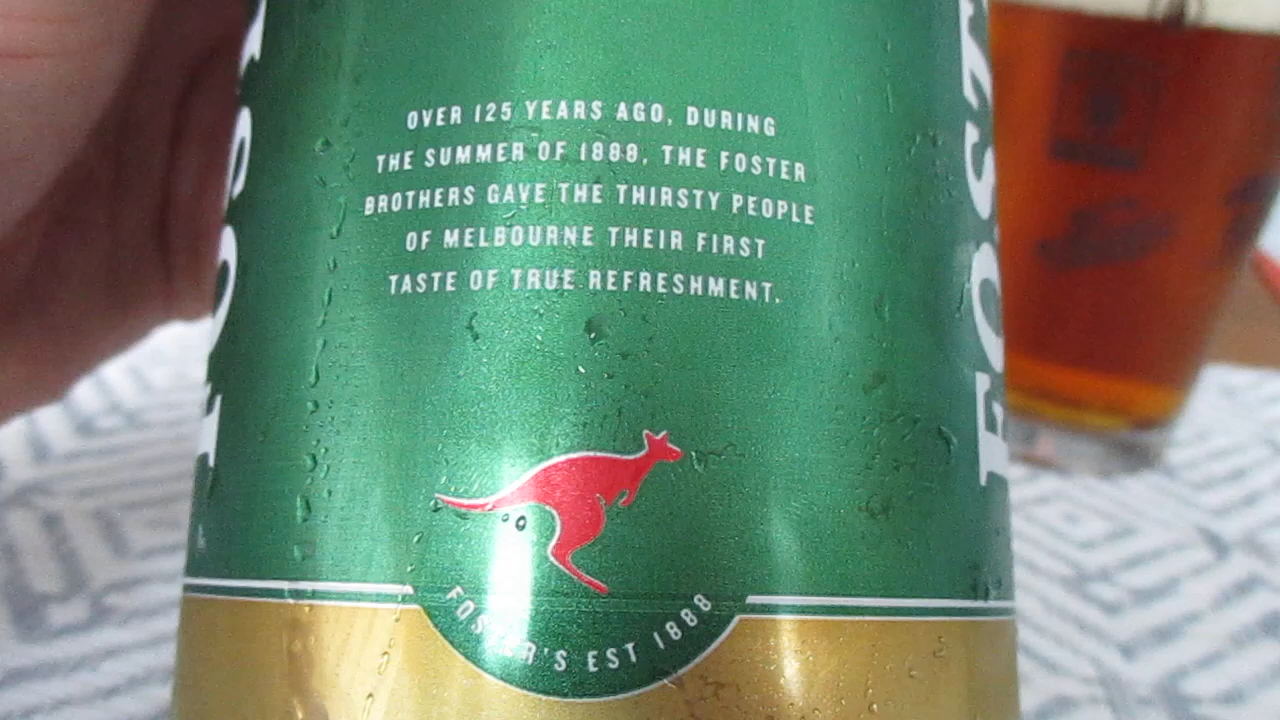 OVER 125 YEARS AGO, DURING
THE SUMMER OF 1888, THE FOSTER
BROTHERS GAVE THE THIRSTY PEOPLE
OF MELBOURNE THEIR FIRST
TASTE OF TRUE REFRESHMENT.
FOSTER'S EST 1888
FOST